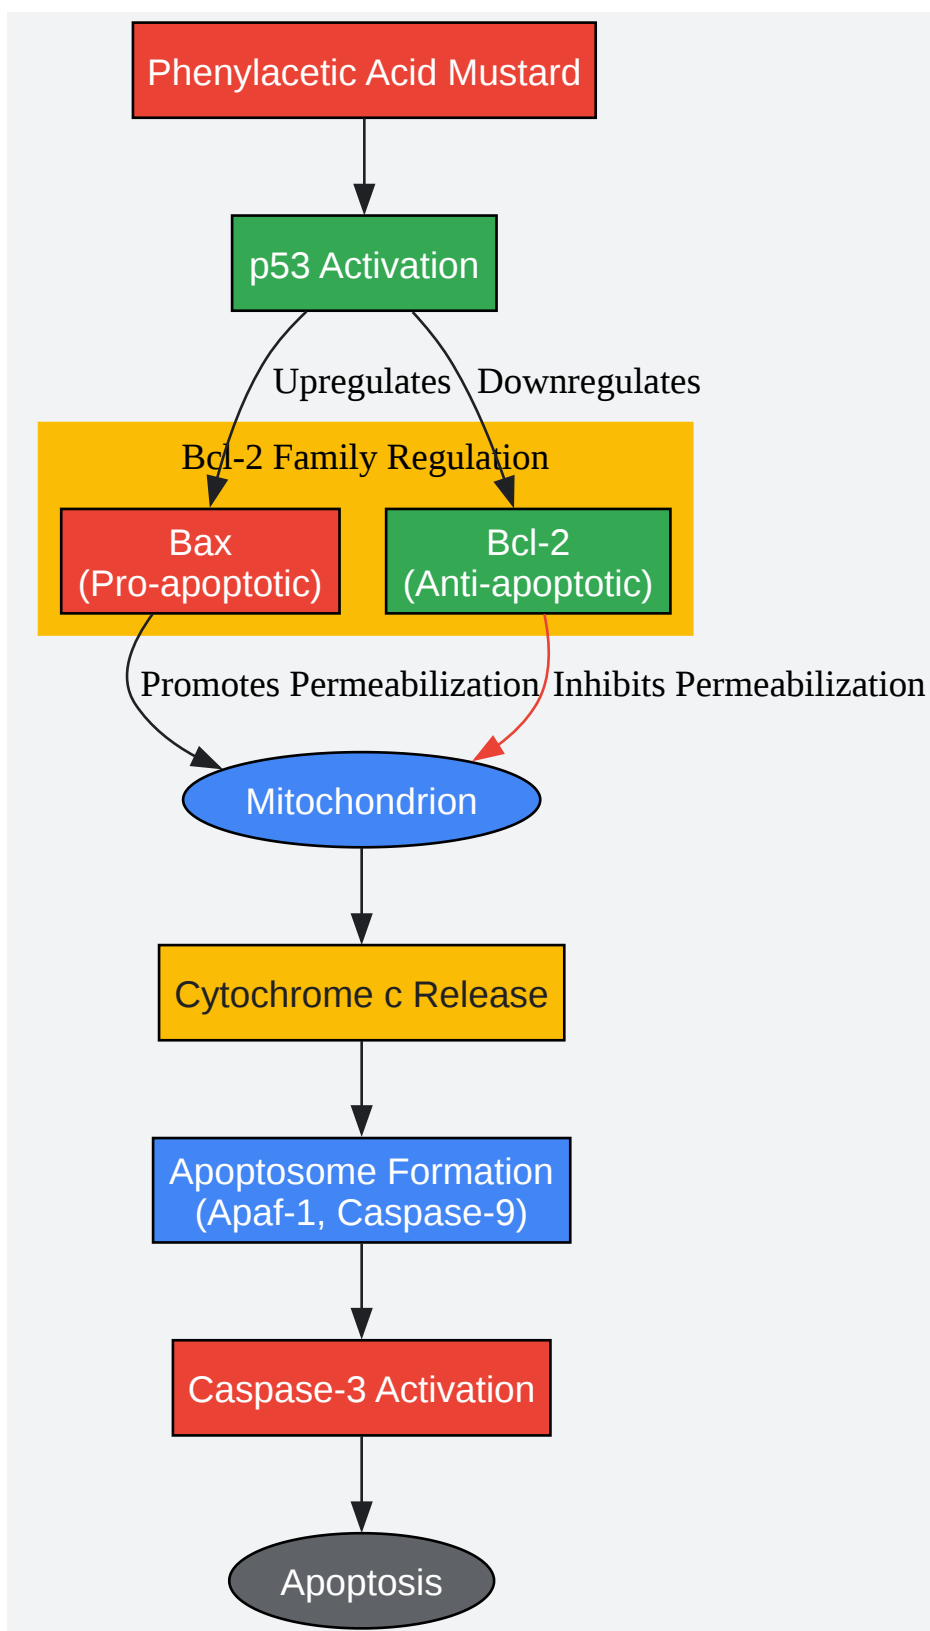 Phenylacetic Acid Mustard
p53 Activation
Upregulates
Downregulates
Bcl-2 Family Regulation
Bax
(Pro-apoptotic)
Bcl-2
(Anti-apoptotic)
Promotes Permeabilization
Inhibits Permeabilization
Mitochondrion
Cytochrome c Release
Apoptosome Formation
(Apaf-1, Caspase-9)
Caspase-3 Activation
Apoptosis